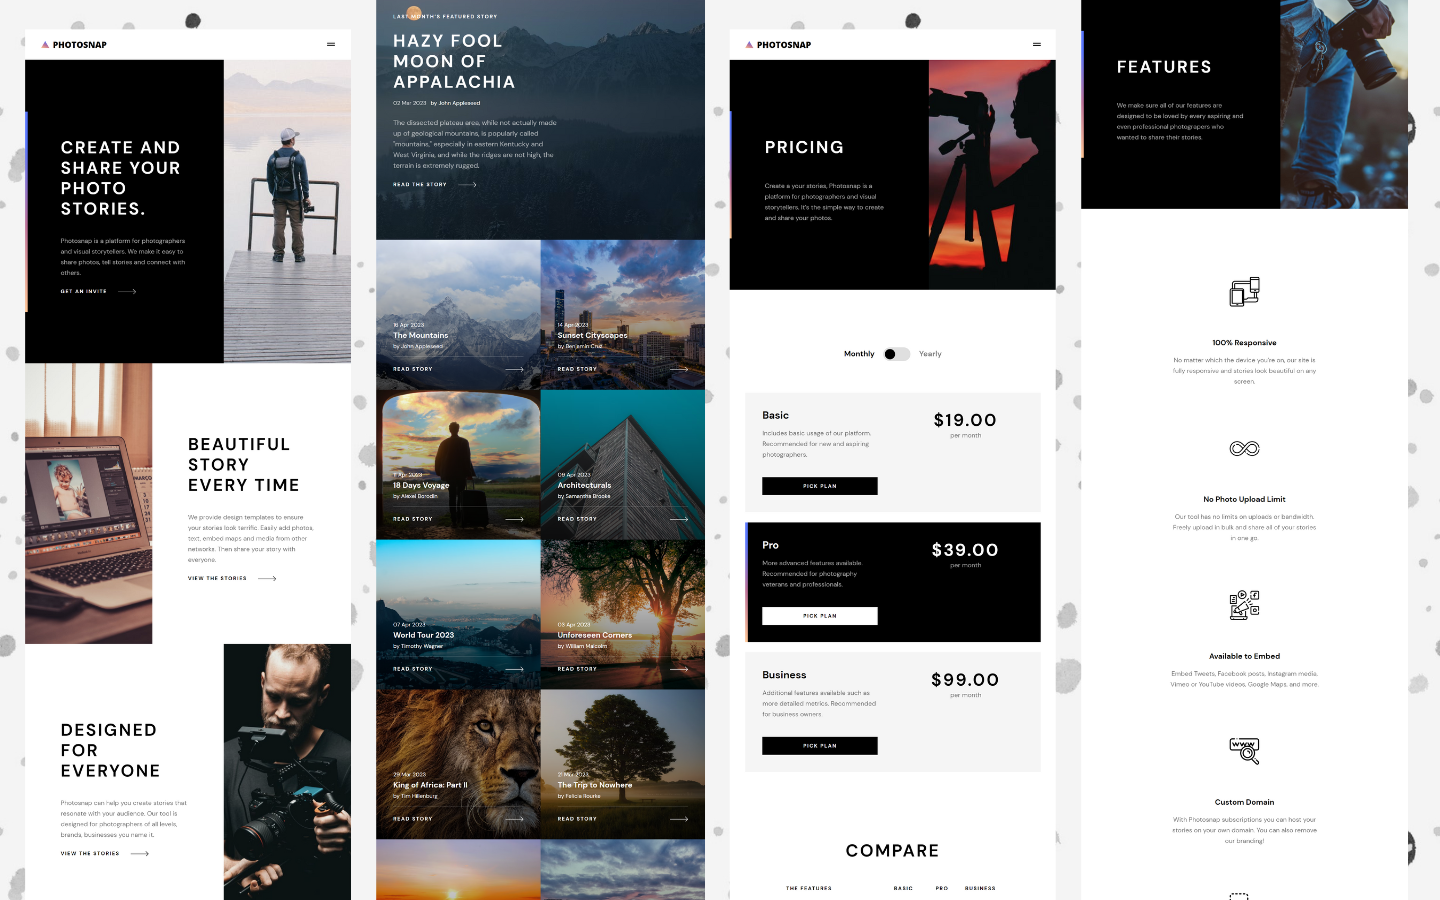 PHOTOSNAP
CREATE AND
SHARE YOUR
PHOTO
STORIES.
Photosnap is a platform for photographers
and visual storytellers. We make it easy to
share photos, tell stories and connect with
others.
GET AN INVITE
BEAUTIFUL
STORY
EVERY TIME
We provide design templates to ensure
your stories look terrific. Easily add photos,
text, embed maps and media from other
networks. Then share your story with
everyone.
VIEW THE STORIES
DESIGNED
FOR
EVERYONE
Photosnap can help you create stories that
resonate with your audience. Our tool is
designed for photographers of all levels,
brands, businesses you name it.
VIEW THE STORIES
LAST MONTH'S FEATURED STORY
HAZY FOOL
MOON OF
APPALACHIA
02 Mar 2023 by John Appleseed
The dissected plateau area, while not actually made
up of geological mountains, is popularly called
"mountains," especially in eastern Kentucky and
West Virginia, and while the ridges are not high, the
terrain is extremely rugged.
READ THE STORY
16 Apr 2023
The Mountains
by John Appleseed
READ STORY
14 Apr 2023
Sunset Cityscapes
by Benjamin Cruz
READ STORY
11 Apr 2023
18 Days Voyage
by Alexei Borodin
READ STORY
09 Apr 2023
Architecturals
by Samantha Brooke
READ STORY
07 Apr 2023
World Tour 2023
by Timothy Wagner
READ STORY
03 Apr 2023
Unforeseen Corners
by William Malcolm
READ STORY
29 Mar 2023
King of Africa: Part II
by Tim Hillenburg
READ STORY
21 Mar 2023
The Trip to Nowhere
by Felicia Rourke
READ STORY
PHOTOSNAP
PRICING
Create a your stories, Photosnap is a
platform for photographers and visual
storytellers. It's the simple way to create
and share your photos.
Monthly Yearly
Basic
Includes basic usage of our platform.
Recommended for new and aspiring
photographers.
$19.00
per month
PICK PLAN
Pro
More advanced features available.
Recommended for photography
veterans and professionals.
$39.00
per month
PICK PLAN
Business
Additional features available such as
more detailed metrics. Recommended
for business owners.
$99.00
per month
PICK PLAN
COMPARE
THE FEATURES BASIC PRO BUSINESS
FEATURES
We make sure all of our features are
designed to be loved by every aspiring and
even professional photograpers who
wanted to share their stories.
100% Responsive
No matter which the device you're on, our site is
fully responsive and stories look beautiful on any
screen.
No Photo Upload Limit
Our tool has no limits on uploads or bandwidth.
Freely upload in bulk and share all of your stories
in one go.
Available to Embed
Embed Tweets, Facebook posts, Instagram media,
Vimeo or YouTube videos, Google Maps, and more.
WWW
Custom Domain
With Photosnap subscriptions you can host your
stories on your own domain. You can also remove
our branding!